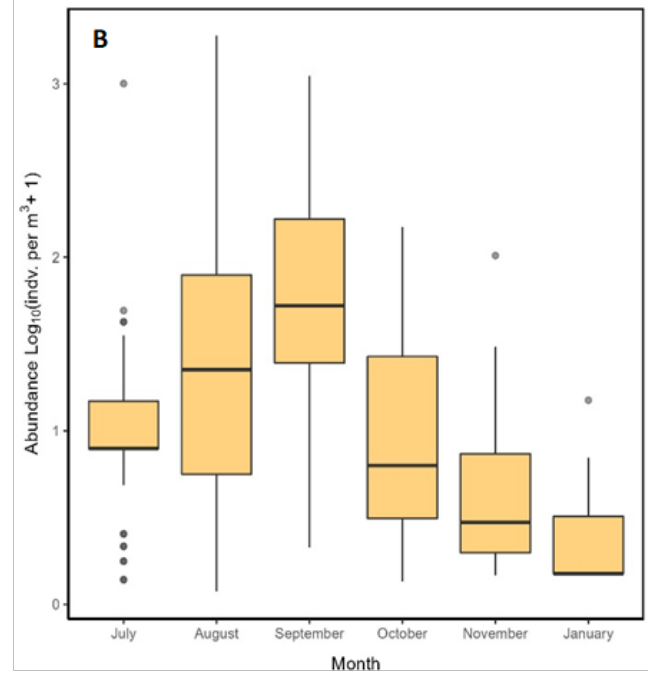 B
Abundance Log₁₀(indv. per m³+ 1)
3
2
1
0
July August September October November January
Month